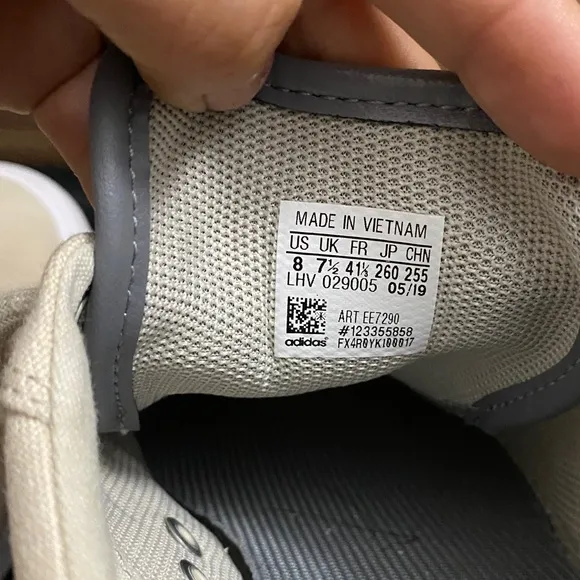 MADE IN VIETNAM
US UK FR JP CHN
8 7½ 41⅓ 260 255
LHV 029005 05/19
ART EE7290
#123355858
adidas FX4R0YK100017